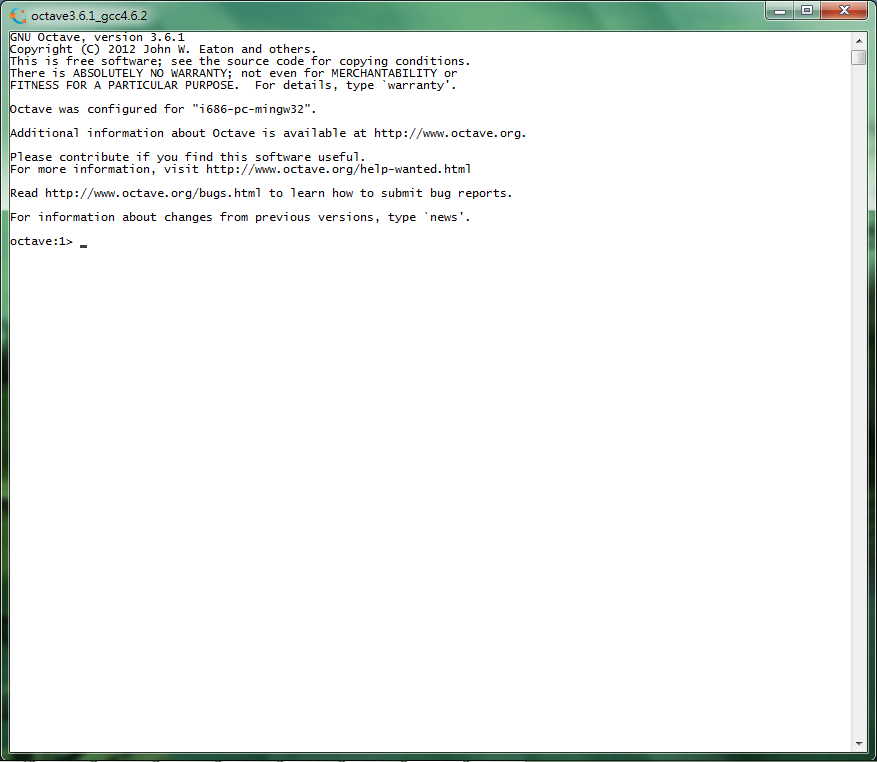 octave3.6.1_gcc4.6.2
GNU Octave, version 3.6.1
Copyright (C) 2012 John W. Eaton and others.
This is free software; see the source code for copying conditions.
There is ABSOLUTELY NO WARRANTY; not even for MERCHANTABILITY or
FITNESS FOR A PARTICULAR PURPOSE.  For details, type `warranty'.
Octave was configured for "i686-pc-mingw32".
Additional information about Octave is available at http://www.octave.org.
Please contribute if you find this software useful.
For more information, visit http://www.octave.org/help-wanted.html
Read http://www.octave.org/bugs.html to learn how to submit bug reports.
For information about changes from previous versions, type `news'.
octave:1> _